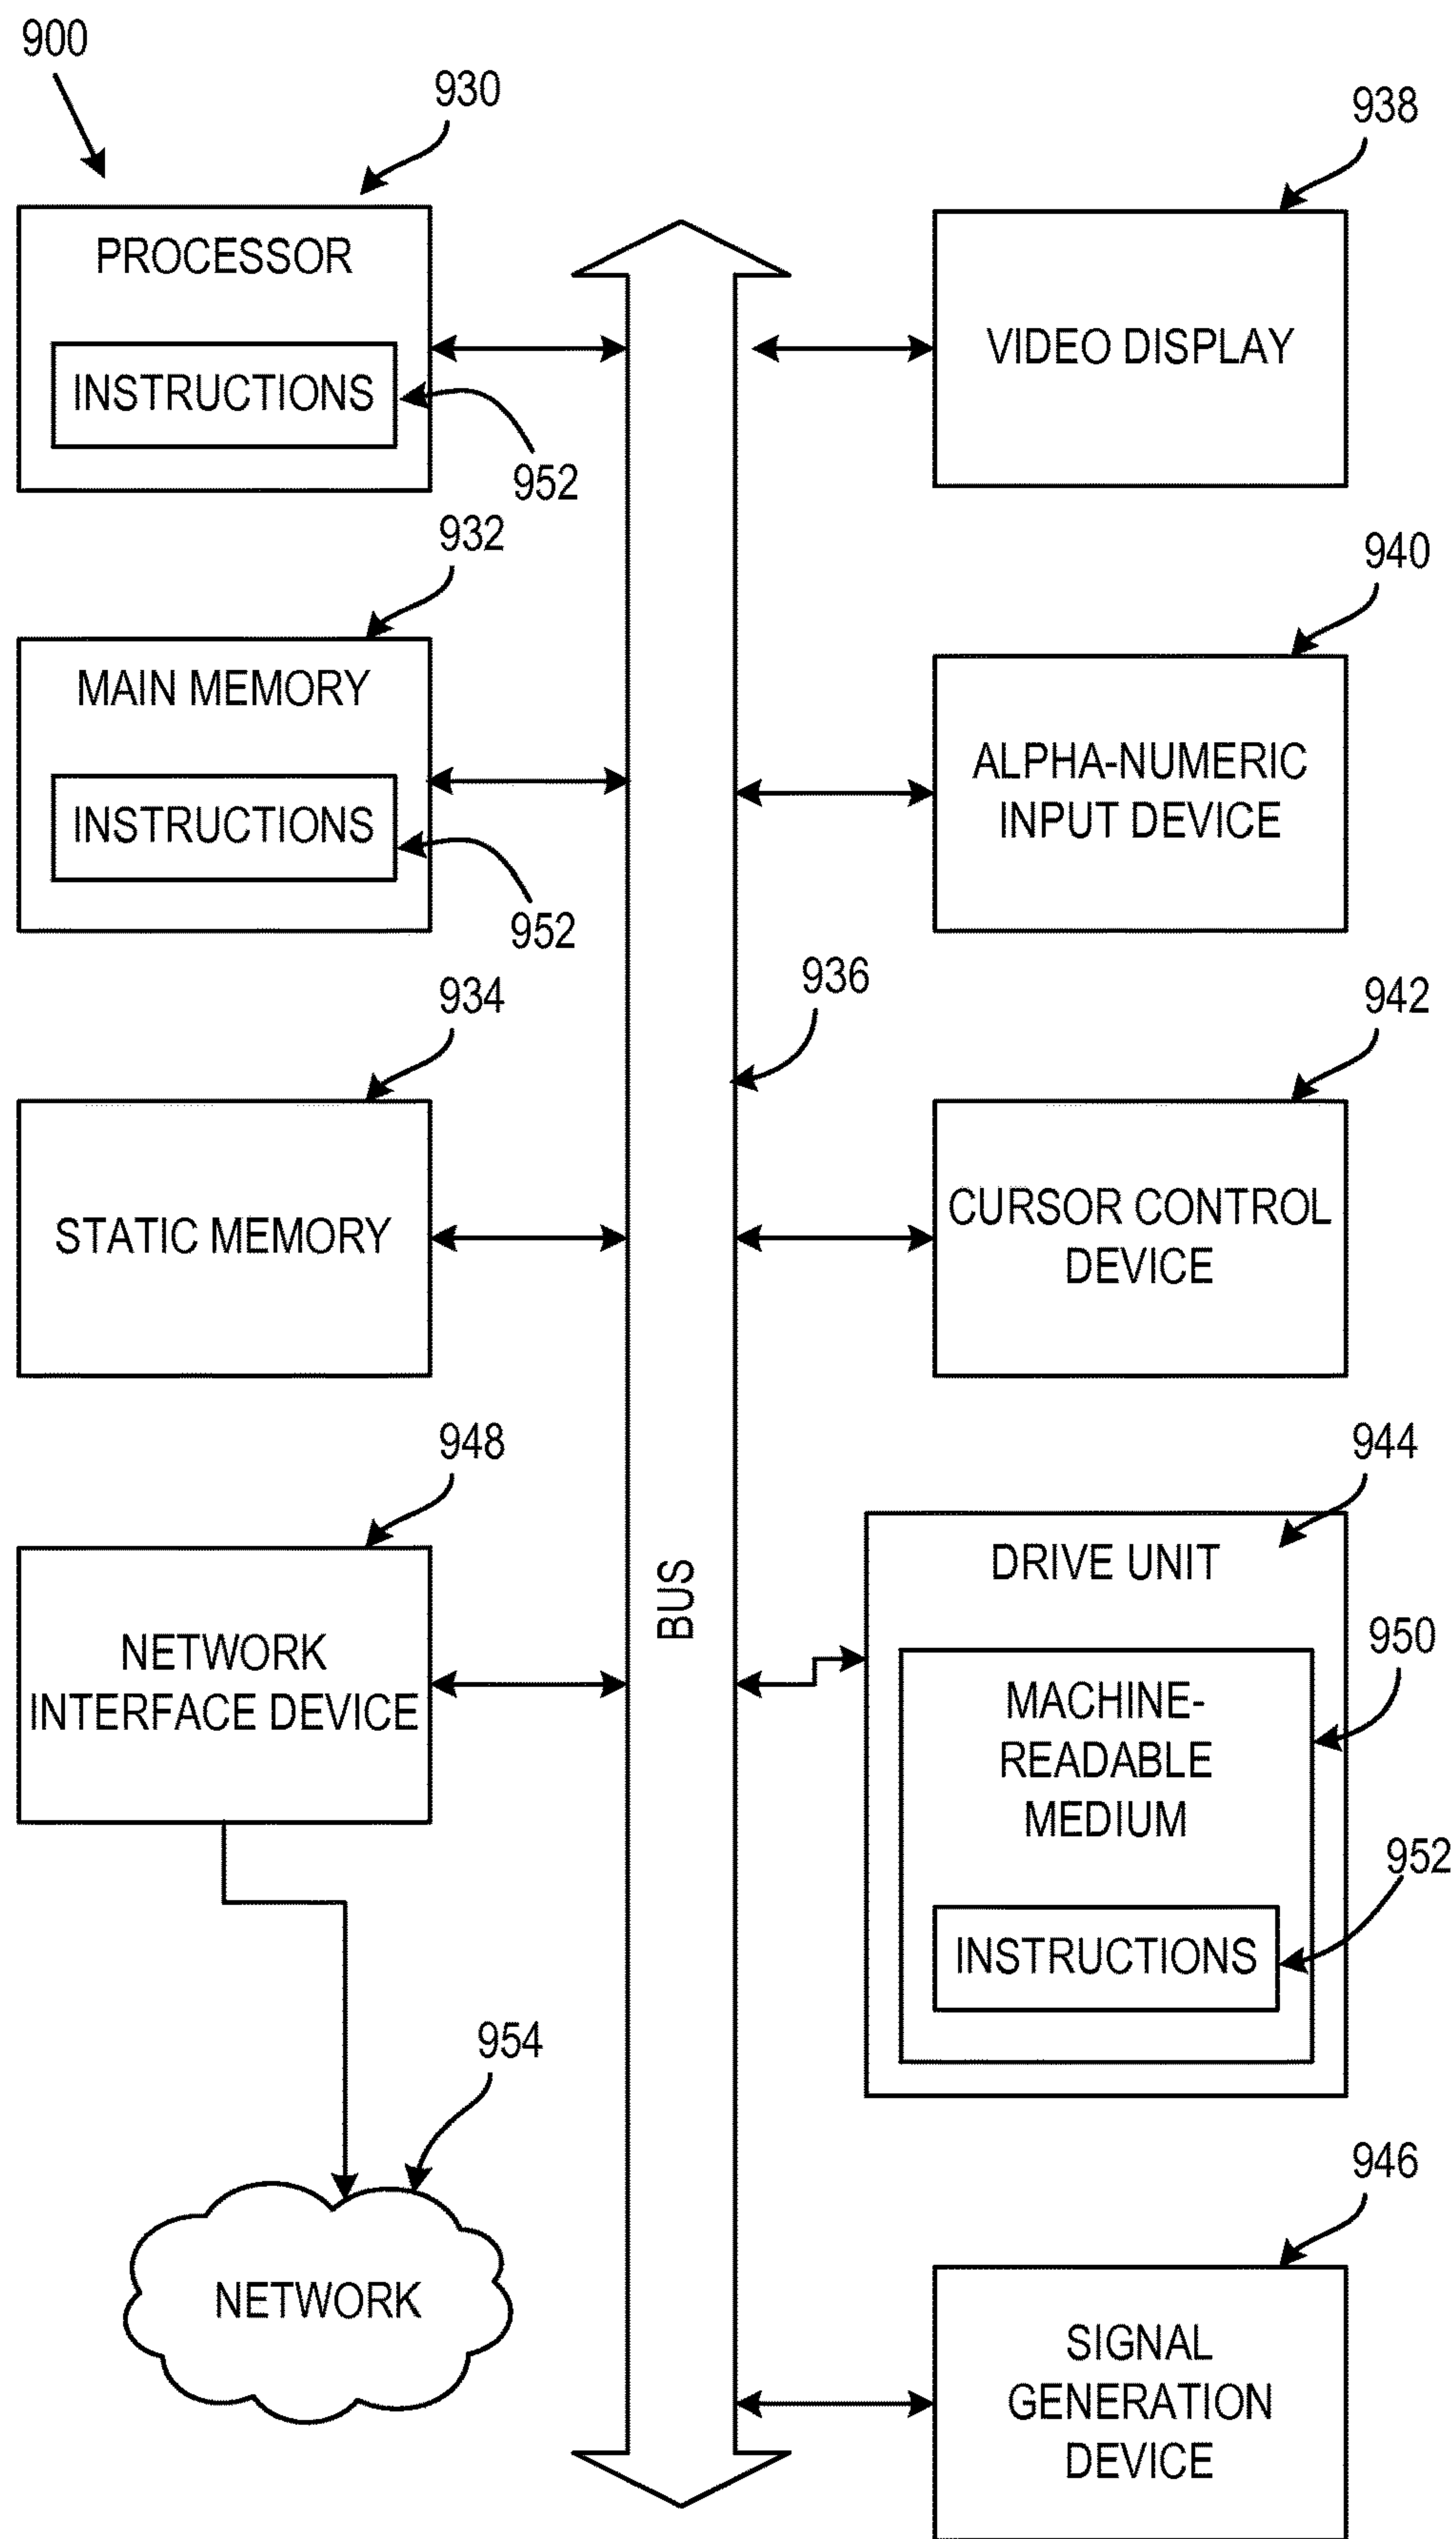 900
930
PROCESSOR
INSTRUCTIONS
952
932
MAIN MEMORY
INSTRUCTIONS
952
934
STATIC MEMORY
948
NETWORK
INTERFACE DEVICE
954
NETWORK
BUS
936
938
VIDEO DISPLAY
940
ALPHA-NUMERIC
INPUT DEVICE
942
CURSOR CONTROL
DEVICE
944
DRIVE UNIT
950
MACHINE-
READABLE
MEDIUM
952
INSTRUCTIONS
946
SIGNAL
GENERATION
DEVICE